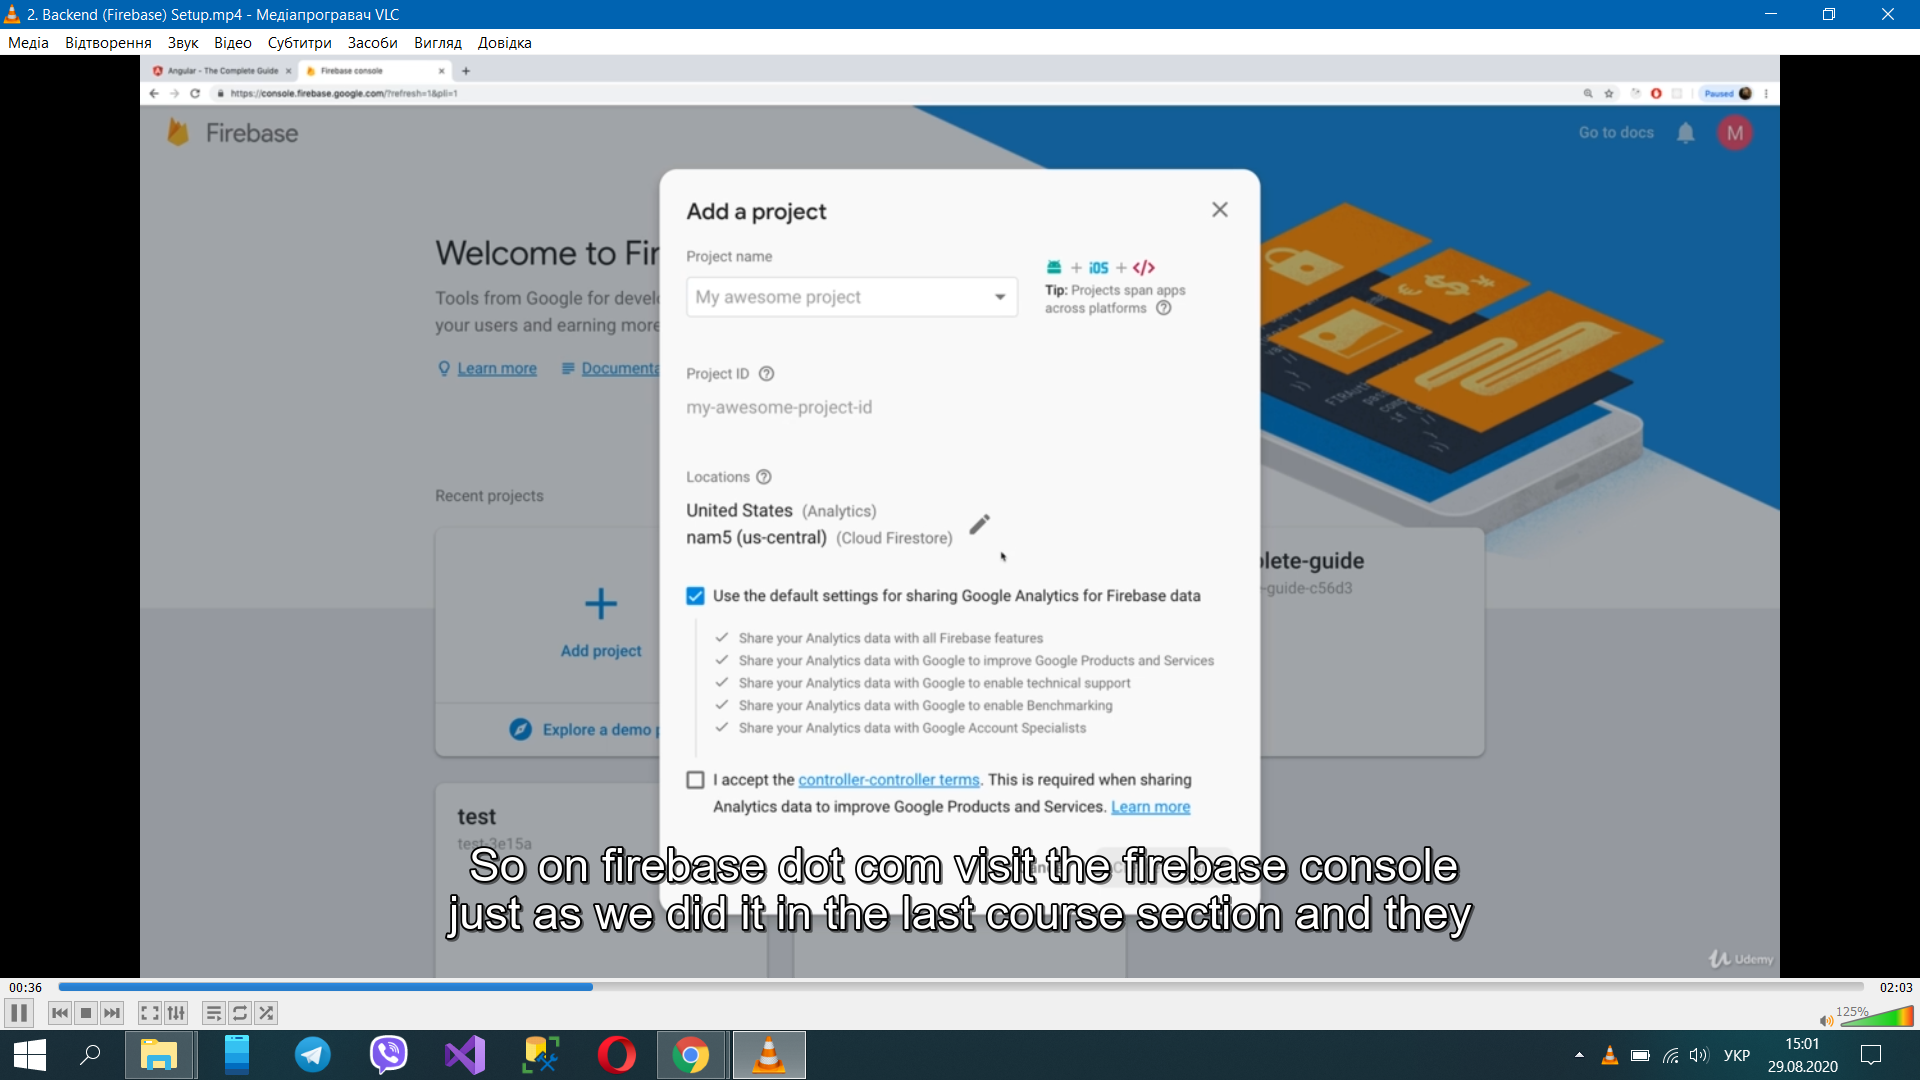 2. Backend (Firebase) Setup.mp4 - Медіапрогравач VLC
Медіа Відтворення Звук Відео Субтитри Засоби Вигляд Довідка
Angular - The Complete Guide Firebase console
https://console.firebase.google.com/?refresh=1&pli=1
Paused
Firebase
Go to docs
M
Add a project
Welcome to Fir
Project name
iOS
Tools from Google for devel
My awesome project
Tip: Projects span apps
across platforms
your users and earning more
Learn more Documenta
Project ID
my-awesome-project-id
Locations
Recent projects
United States (Analytics)
nam5 (us-central) (Cloud Firestore)
lete-guide
-guide-c56d3
Use the default settings for sharing Google Analytics for Firebase data
Share your Analytics data with all Firebase features
Add project
Share your Analytics data with Google to improve Google Products and Services
Share your Analytics data with Google to enable technical support
Share your Analytics data with Google to enable Benchmarking
Explore a demo p
Share your Analytics data with Google Account Specialists
I accept the controller-controller terms. This is required when sharing
Analytics data to improve Google Products and Services. Learn more
test
test-3e15a
So on firebase dot com visit the firebase console
just as we did it in the last course section and they
Udemy
00:36
02:03
125%
УКР
15:01
29.08.2020